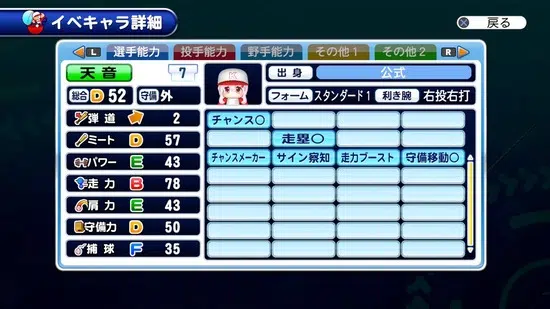 イベキャラ詳細
戻る
L 選手能力 投手能力 野手能力 その他1 その他2 R
天音 7
出身 公式
総合 D 52 守備 外
フォーム スタンダード1 利き腕 右投右打
弾道 2
ミート D 57
パワー E 43
走力 B 78
肩力 E 43
守備力 D 50
捕球 F 35
チャンス○
走塁○
チャンスメーカー サイン察知 走力ブースト 守備移動○